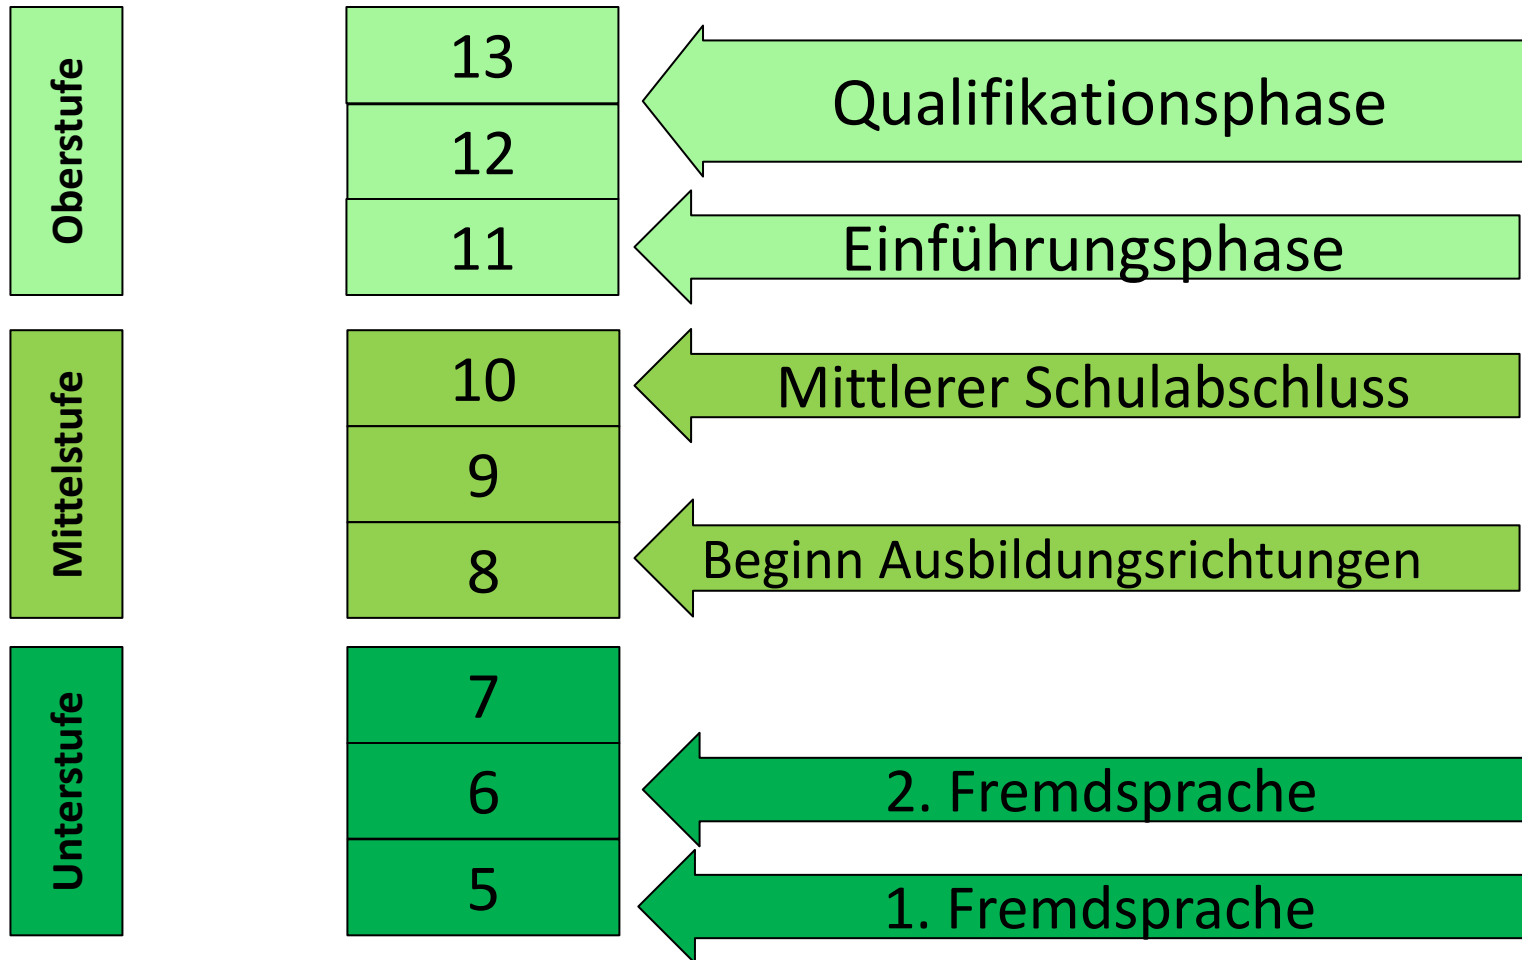 Oberstufe
13
Qualifikationsphase
12
11
Einführungsphase
Mittelstufe
10
Mittlerer Schulabschluss
9
8
Beginn Ausbildungsrichtungen
Unterstufe
7
6
2. Fremdsprache
5
1. Fremdsprache